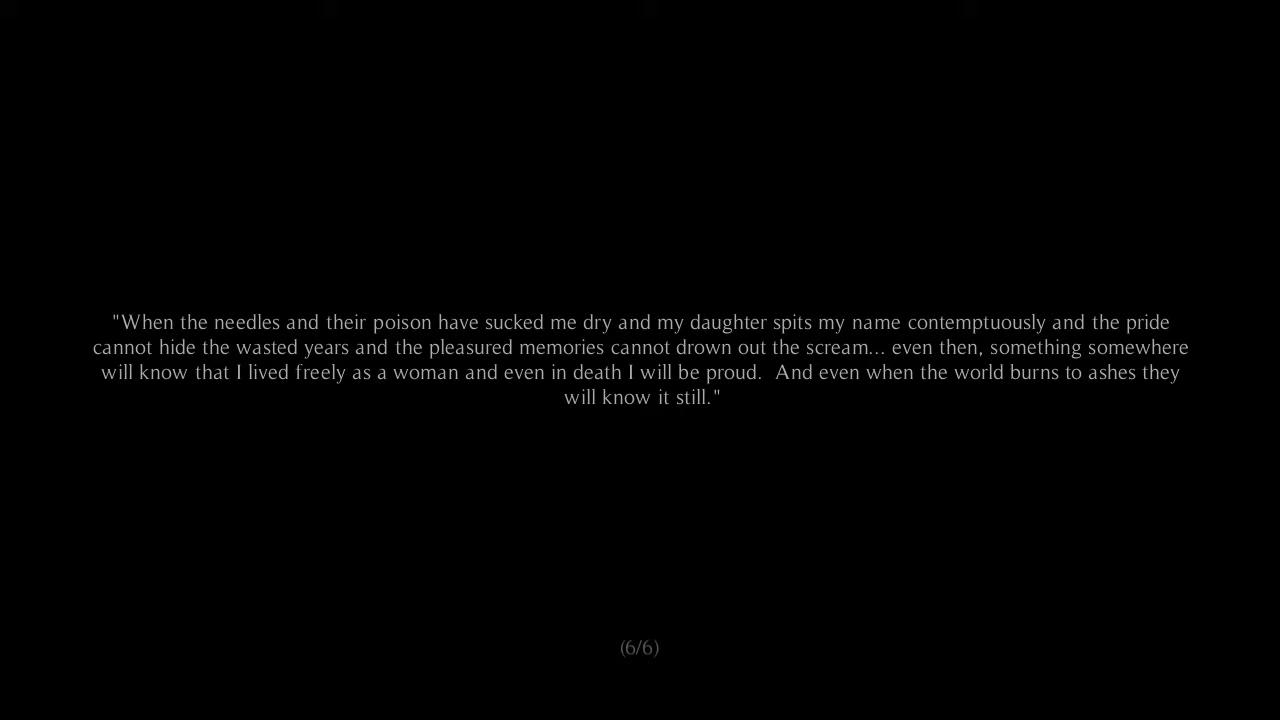 "When the needles and their poison have sucked me dry and my daughter spits my name contemptuously and the pride
cannot hide the wasted years and the pleasured memories cannot drown out the scream... even then, something somewhere
will know that I lived freely as a woman and even in death I will be proud.  And even when the world burns to ashes they
will know it still."
(6/6)